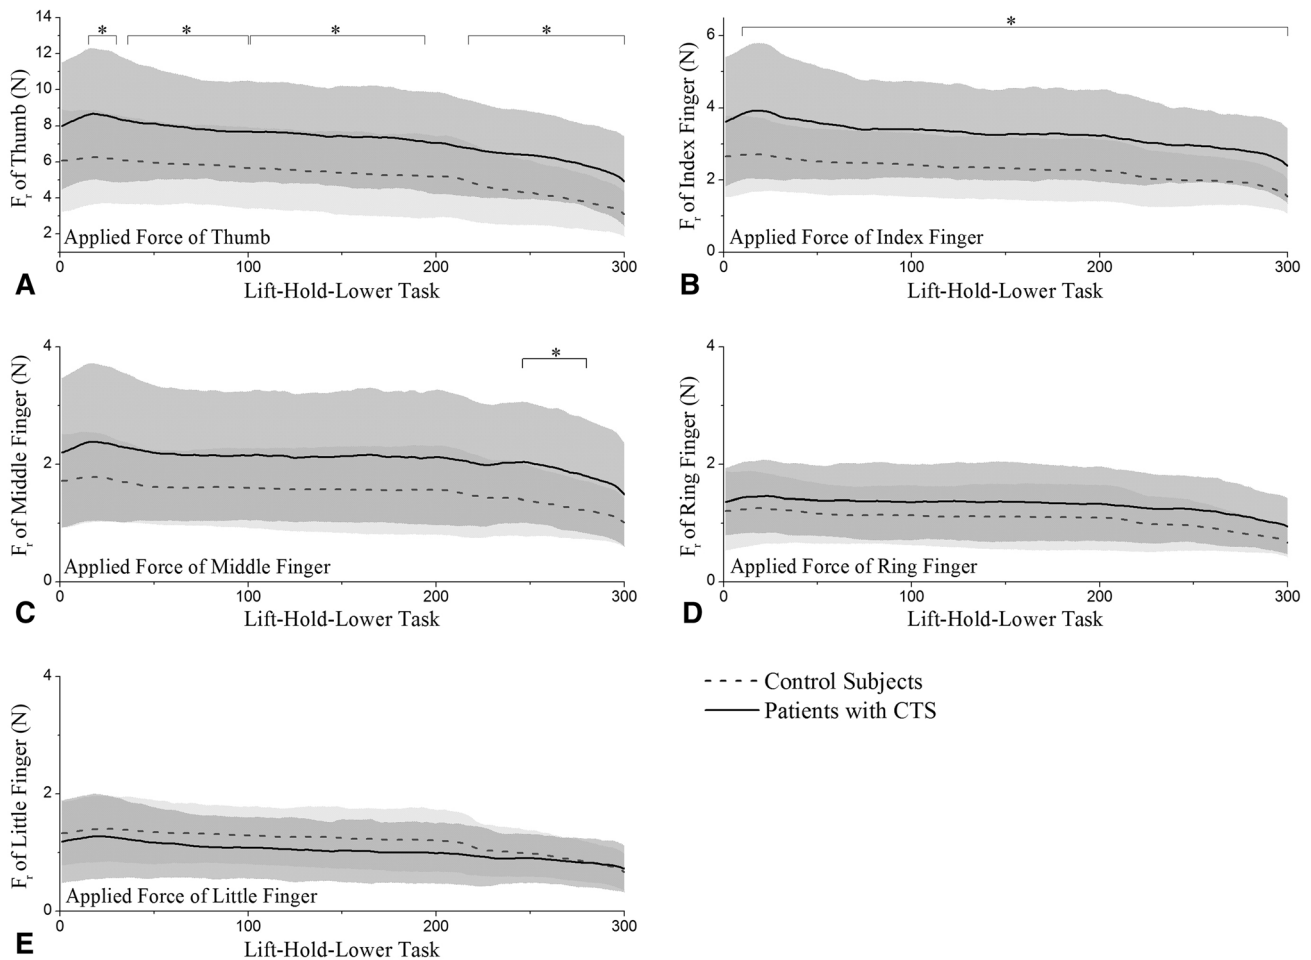 14
12
10
8
6
4
2
F_r of Thumb (N)
* * * *
Applied Force of Thumb
0 100 200 300
A
Lift-Hold-Lower Task
6
4
2
0
F_r of Index Finger (N)
*
Applied Force of Index Finger
0 100 200 300
B
Lift-Hold-Lower Task
4
2
0
F_r of Middle Finger (N)
*
Applied Force of Middle Finger
0 100 200 300
C
Lift-Hold-Lower Task
4
2
0
F_r of Ring Finger (N)
Applied Force of Ring Finger
0 100 200 300
D
Lift-Hold-Lower Task
4
2
0
F_r of Little Finger (N)
Applied Force of Little Finger
0 100 200 300
E
Lift-Hold-Lower Task
Control Subjects
Patients with CTS